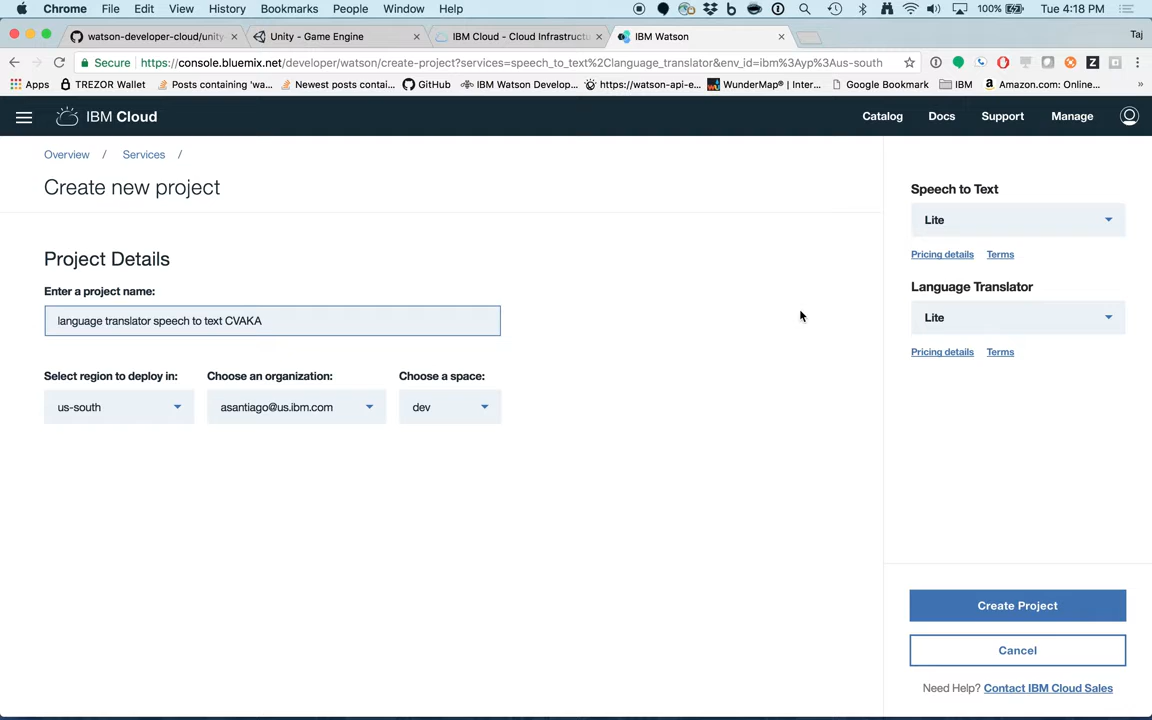 Chrome File Edit View History Bookmarks People Window Help 100% Tue 4:18 PM
watson-developer-cloud/unity Unity - Game Engine IBM Cloud - Cloud Infrastructu IBM Watson Taj
Secure https://console.bluemix.net/developer/watson/create-project?services=speech_to_text%2Clanguage_translator&env_id=ibm%3Ayp%3Aus-south
Apps TREZOR Wallet Posts containing 'wa... Newest posts contai... GitHub IBM Watson Develop... https://watson-api-e... WunderMap® | Inter... Google Bookmark IBM Amazon.com: Online... »
IBM Cloud Catalog Docs Support Manage
Overview / Services /
Create new project
Speech to Text
Lite
Pricing details Terms
Language Translator
Lite
Pricing details Terms
Project Details
Enter a project name:
language translator speech to text CVAKA
Select region to deploy in: Choose an organization: Choose a space:
us-south asantiago@us.ibm.com dev
Create Project
Cancel
Need Help? Contact IBM Cloud Sales